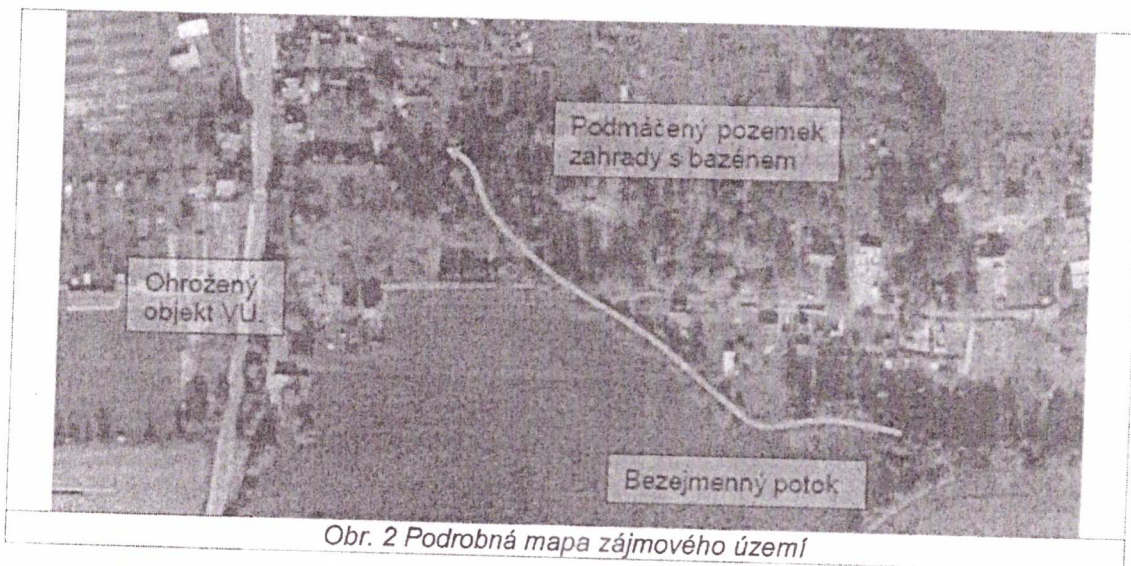 Podmáčený pozemek
zahrady s bazénem
Ohrožený
objekt VÚ.
Bezejmenný potok
Obr. 2 Podrobná mapa zájmového území